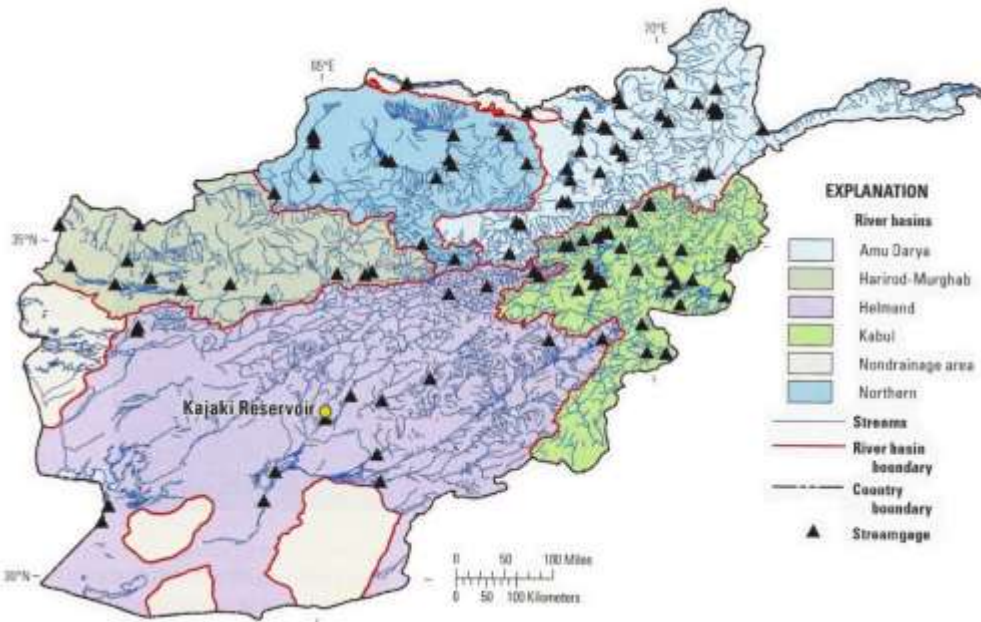 70°E
65°E
35°N
30°N
Kajaki Reservoir
EXPLANATION
River basins
Amu Darya
Harirod-Murghab
Helmand
Kabul
Nondrainage area
Northern
Streams
River basin
boundary
Country
boundary
Streamgage
0 50 100 Miles
0 50 100 Kilometers